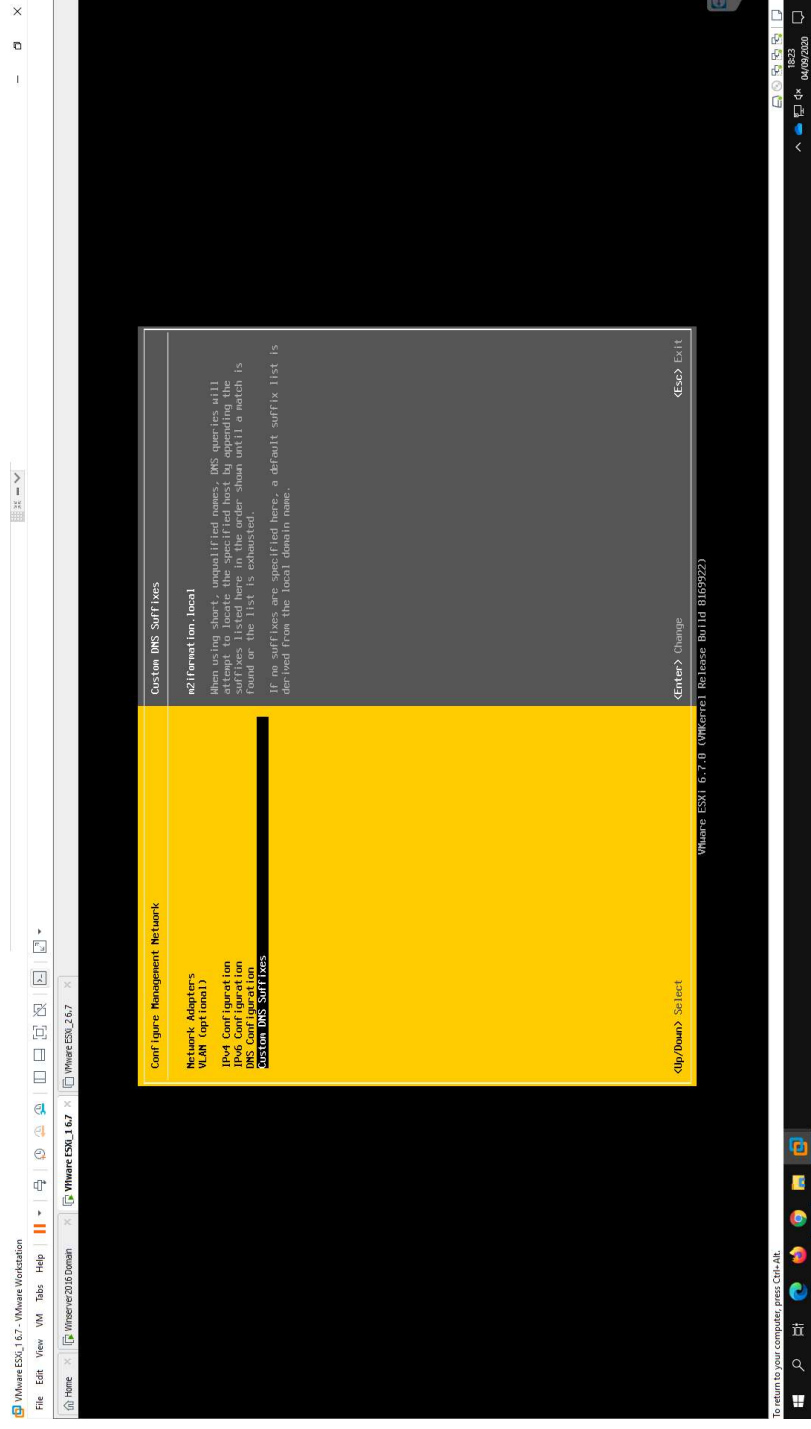 VMware ESXi_1 6.7 - VMware Workstation
File Edit View VM Tabs Help
Home
Winserver2016 Domain
VMware ESXi_1 6.7
VMware ESXi_2 6.7
Configure Management Network
Network Adapters
VLAN (optional)
IPv4 Configuration
IPv6 Configuration
DNS Configuration
Custom DNS Suffixes
Custom DNS Suffixes
m2iformation.local
When using short, unqualified names, DNS queries will
attempt to locate the specified host by appending the
suffixes listed here in the order shown until a match is
found or the list is exhausted.
If no suffixes are specified here, a default suffix list is
derived from the local domain name.
<Up/Down> Select
<Enter> Change
<Esc> Exit
VMware ESXi 6.7.0 (VMKernel Release Build 8169922)
To return to your computer, press Ctrl+Alt.
18:23
04/09/2020